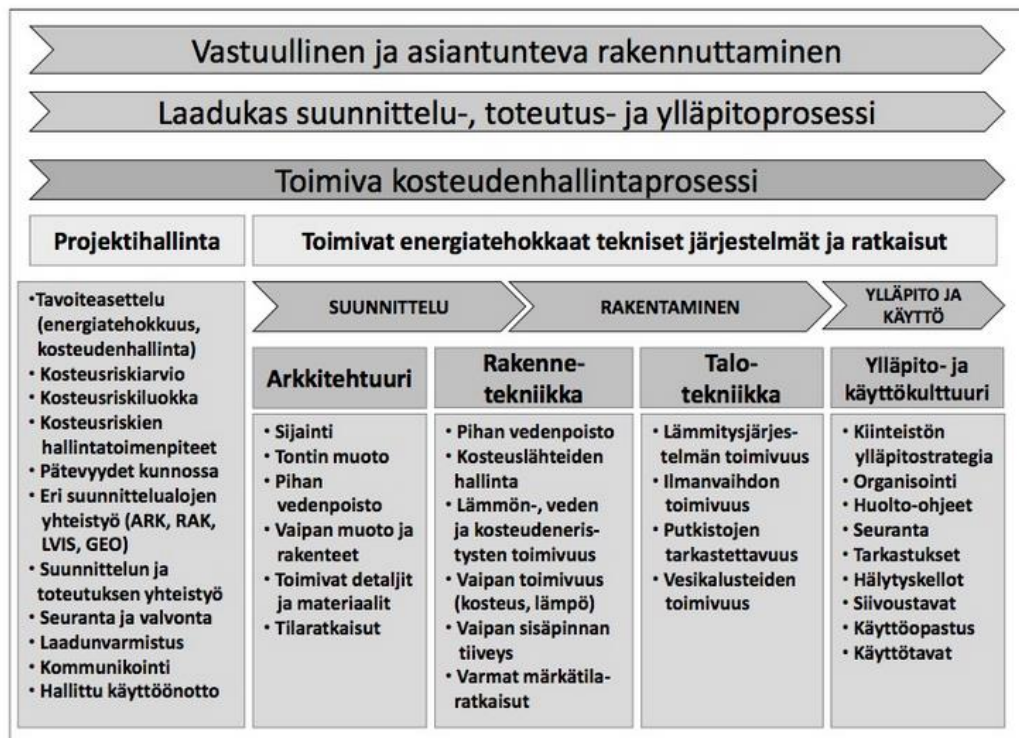 Vastuullinen ja asiantunteva rakennuttaminen
Laadukas suunnittelu-, toteutus- ja ylläpitoprosessi
Toimiva kosteudenhallintaprosessi
Projektihallinta
Toimivat energiatehokkaat tekniset järjestelmät ja ratkaisut
•Tavoiteasettelu
(energiatehokkuus,
kosteudenhallinta)
• Kosteusriskiarvio
• Kosteusriskiluokka
• Kosteusriskien
hallintatoimenpiteet
• Pätevyydet kunnossa
• Eri suunnittelualojen
yhteistyö (ARK, RAK,
LVIS, GEO)
• Suunnittelun ja
toteutuksen yhteistyö
• Seuranta ja valvonta
• Laadunvarmistus
• Kommunikointi
• Hallittu käyttöönotto
SUUNNITTELU
RAKENTAMINEN
YLLÄPITO JA
KÄYTTÖ
Arkkitehtuuri
• Sijainti
• Tontin muoto
• Pihan
vedenpoisto
• Vaipan muoto ja
rakenteet
• Toimivat detaljit
ja materiaalit
• Tilaratkaisut
Rakenne-
tekniikka
• Pihan vedenpoisto
• Kosteuslähteiden
hallinta
• Lämmön-, veden
ja kosteudeneris-
tysten toimivuus
• Vaipan toimivuus
(kosteus, lämpö)
• Vaipan sisäpinnan
tiiveys
• Varmat märkätila-
ratkaisut
Talo-
tekniikka
• Lämmitysjärjes-
telmän toimivuus
• Ilmanvaihdon
toimivuus
• Putkistojen
tarkastettavuus
• Vesikalusteiden
toimivuus
Ylläpito- ja
käyttökulttuuri
• Kiinteistön
ylläpitostrategia
• Organisointi
• Huolto-ohjeet
• Seuranta
• Tarkastukset
• Hälytyskellot
• Siivoustavat
• Käyttöopastus
• Käyttötavat